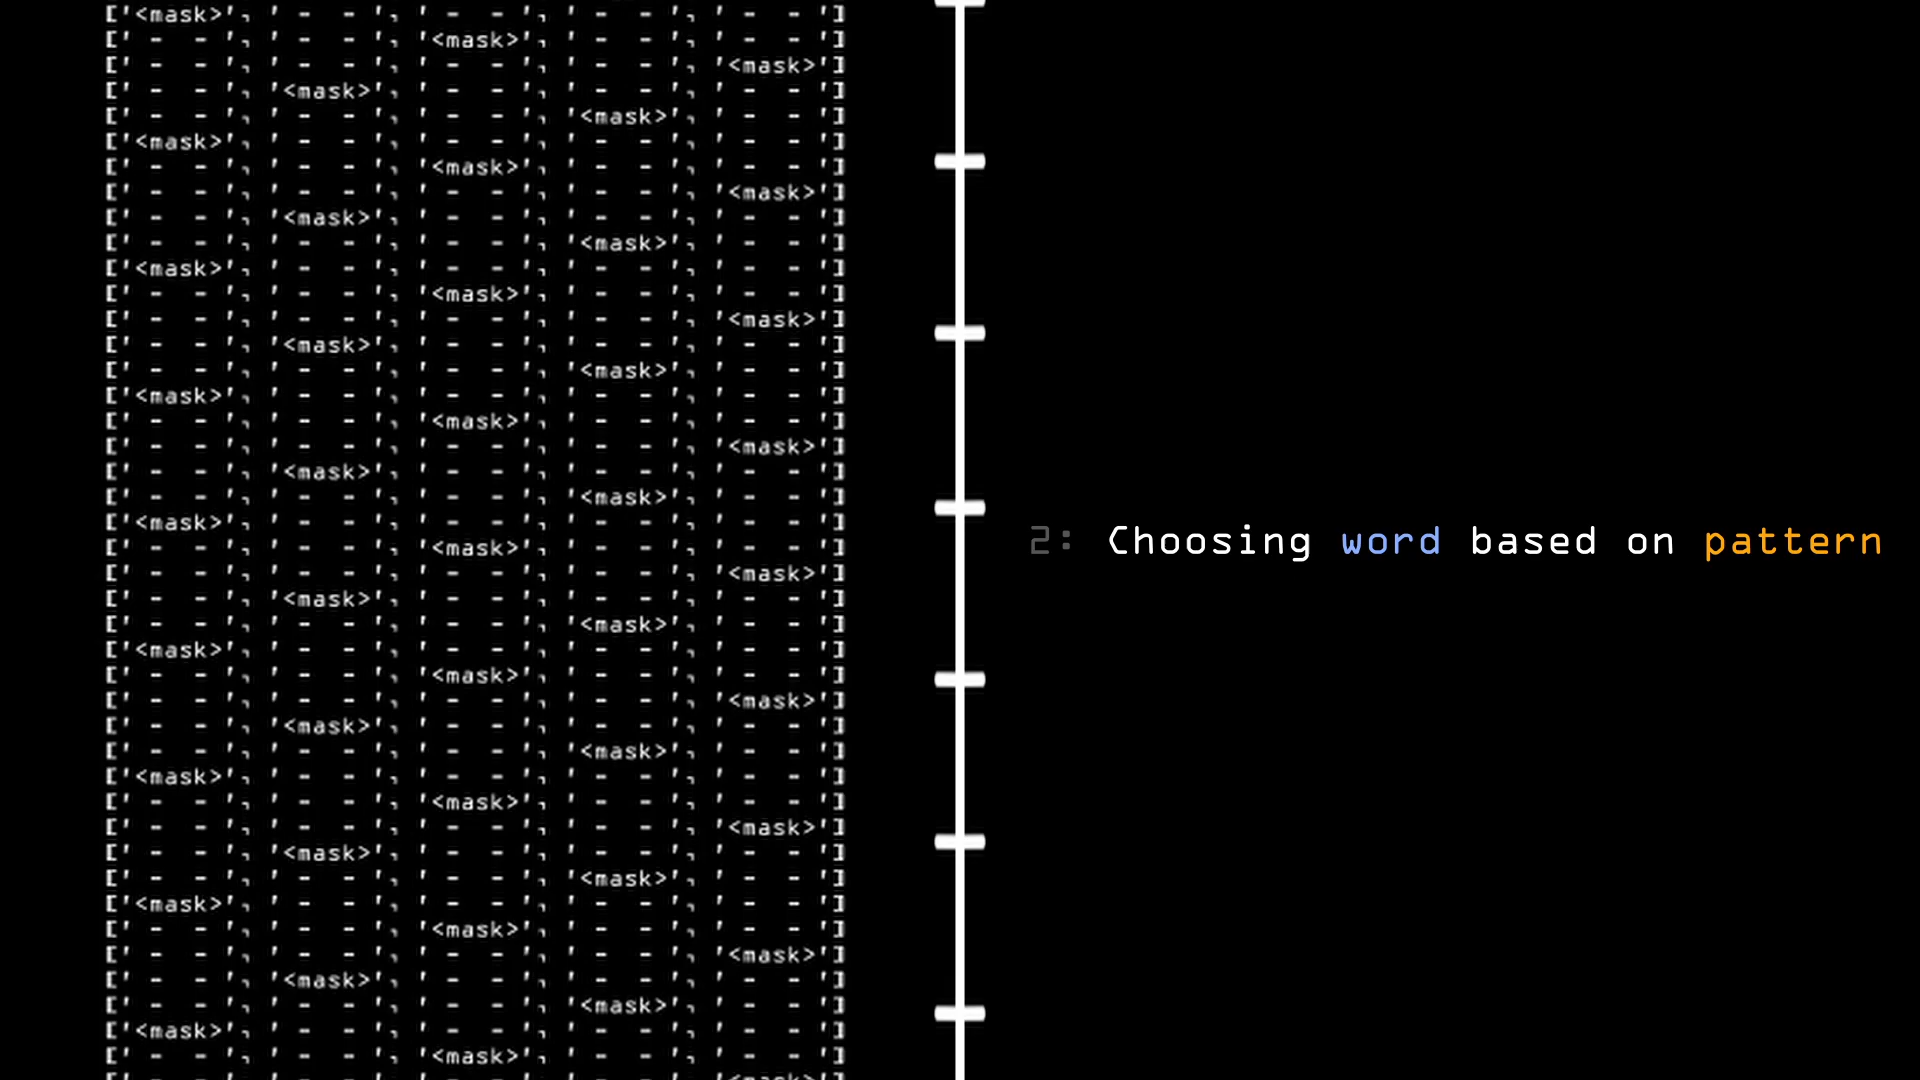 ['<mask>', ' -  - ', ' -  - ', ' -  - ', ' -  - ']
[' -  - ', ' -  - ', '<mask>', ' -  - ', ' -  - ']
[' -  - ', ' -  - ', ' -  - ', ' -  - ', '<mask>']
[' -  - ', '<mask>', ' -  - ', ' -  - ', ' -  - ']
[' -  - ', ' -  - ', ' -  - ', '<mask>', ' -  - ']
['<mask>', ' -  - ', ' -  - ', ' -  - ', ' -  - ']
[' -  - ', ' -  - ', '<mask>', ' -  - ', ' -  - ']
[' -  - ', ' -  - ', ' -  - ', ' -  - ', '<mask>']
[' -  - ', '<mask>', ' -  - ', ' -  - ', ' -  - ']
[' -  - ', ' -  - ', ' -  - ', '<mask>', ' -  - ']
['<mask>', ' -  - ', ' -  - ', ' -  - ', ' -  - ']
[' -  - ', ' -  - ', '<mask>', ' -  - ', ' -  - ']
[' -  - ', ' -  - ', ' -  - ', ' -  - ', '<mask>']
[' -  - ', '<mask>', ' -  - ', ' -  - ', ' -  - ']
[' -  - ', ' -  - ', ' -  - ', '<mask>', ' -  - ']
['<mask>', ' -  - ', ' -  - ', ' -  - ', ' -  - ']
[' -  - ', ' -  - ', '<mask>', ' -  - ', ' -  - ']
[' -  - ', ' -  - ', ' -  - ', ' -  - ', '<mask>']
[' -  - ', '<mask>', ' -  - ', ' -  - ', ' -  - ']
[' -  - ', ' -  - ', ' -  - ', '<mask>', ' -  - ']
['<mask>', ' -  - ', ' -  - ', ' -  - ', ' -  - ']
[' -  - ', ' -  - ', '<mask>', ' -  - ', ' -  - ']
[' -  - ', ' -  - ', ' -  - ', ' -  - ', '<mask>']
[' -  - ', '<mask>', ' -  - ', ' -  - ', ' -  - ']
[' -  - ', ' -  - ', ' -  - ', '<mask>', ' -  - ']
['<mask>', ' -  - ', ' -  - ', ' -  - ', ' -  - ']
[' -  - ', ' -  - ', '<mask>', ' -  - ', ' -  - ']
[' -  - ', ' -  - ', ' -  - ', ' -  - ', '<mask>']
[' -  - ', '<mask>', ' -  - ', ' -  - ', ' -  - ']
[' -  - ', ' -  - ', ' -  - ', '<mask>', ' -  - ']
['<mask>', ' -  - ', ' -  - ', ' -  - ', ' -  - ']
[' -  - ', ' -  - ', '<mask>', ' -  - ', ' -  - ']
[' -  - ', ' -  - ', ' -  - ', ' -  - ', '<mask>']
[' -  - ', '<mask>', ' -  - ', ' -  - ', ' -  - ']
[' -  - ', ' -  - ', ' -  - ', '<mask>', ' -  - ']
['<mask>', ' -  - ', ' -  - ', ' -  - ', ' -  - ']
[' -  - ', ' -  - ', '<mask>', ' -  - ', ' -  - ']
[' -  - ', ' -  - ', ' -  - ', ' -  - ', '<mask>']
[' -  - ', '<mask>', ' -  - ', ' -  - ', ' -  - ']
[' -  - ', ' -  - ', ' -  - ', '<mask>', ' -  - ']
['<mask>', ' -  - ', ' -  - ', ' -  - ', ' -  - ']
[' -  - ', ' -  - ', '<mask>', ' -  - ', ' -  - ']
2: Choosing word based on pattern